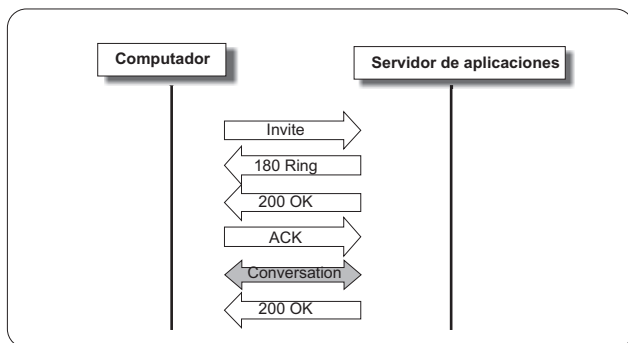 Computador
Servidor de aplicaciones
Invite
180 Ring
200 OK
ACK
Conversation
200 OK